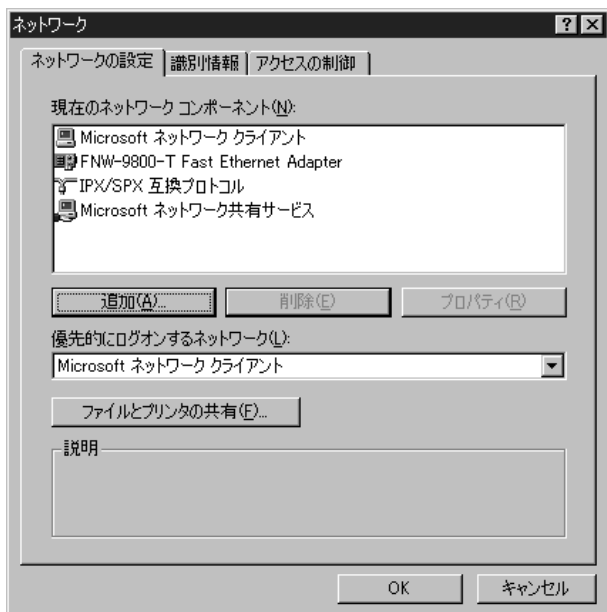 ネットワーク
ネットワークの設定 識別情報 アクセスの制御
現在のネットワーク コンポーネント(N):
Microsoft ネットワーク クライアント
FNW-9800-T Fast Ethernet Adapter
IPX/SPX 互換プロトコル
Microsoft ネットワーク共有サービス
追加(A)... 削除(E) プロパティ(R)
優先的にログオンするネットワーク(L):
Microsoft ネットワーク クライアント
ファイルとプリンタの共有(F)...
説明
OK キャンセル